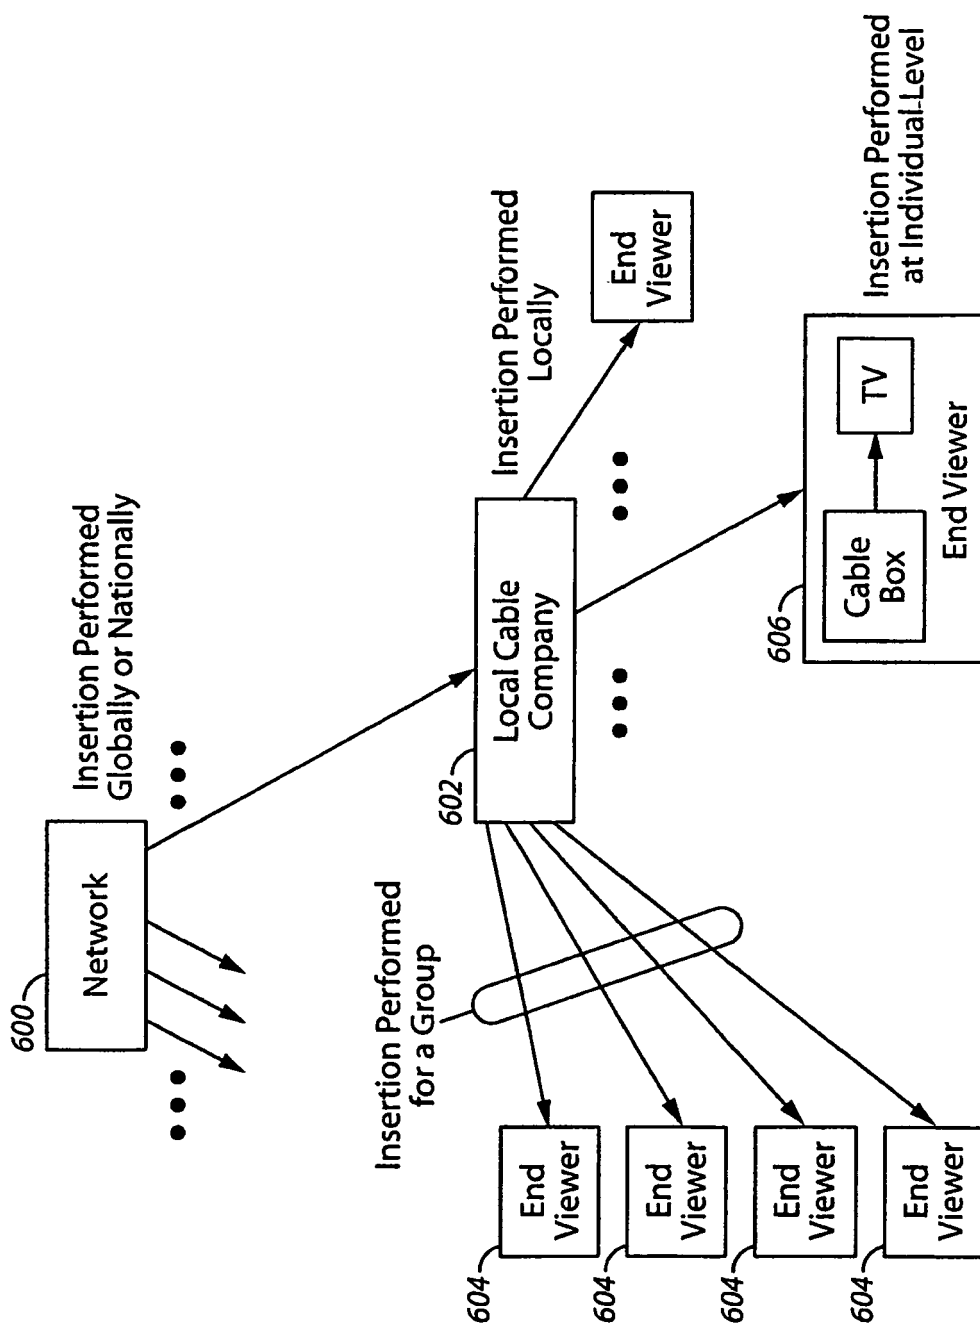 600
Network
Insertion Performed
Globally or Nationally
Insertion Performed
for a Group
602
Local Cable
Company
Insertion Performed
Locally
End
Viewer
604
End
Viewer
604
End
Viewer
604
End
Viewer
604
End
Viewer
606
Cable
Box
TV
End Viewer
Insertion Performed
at Individual-Level